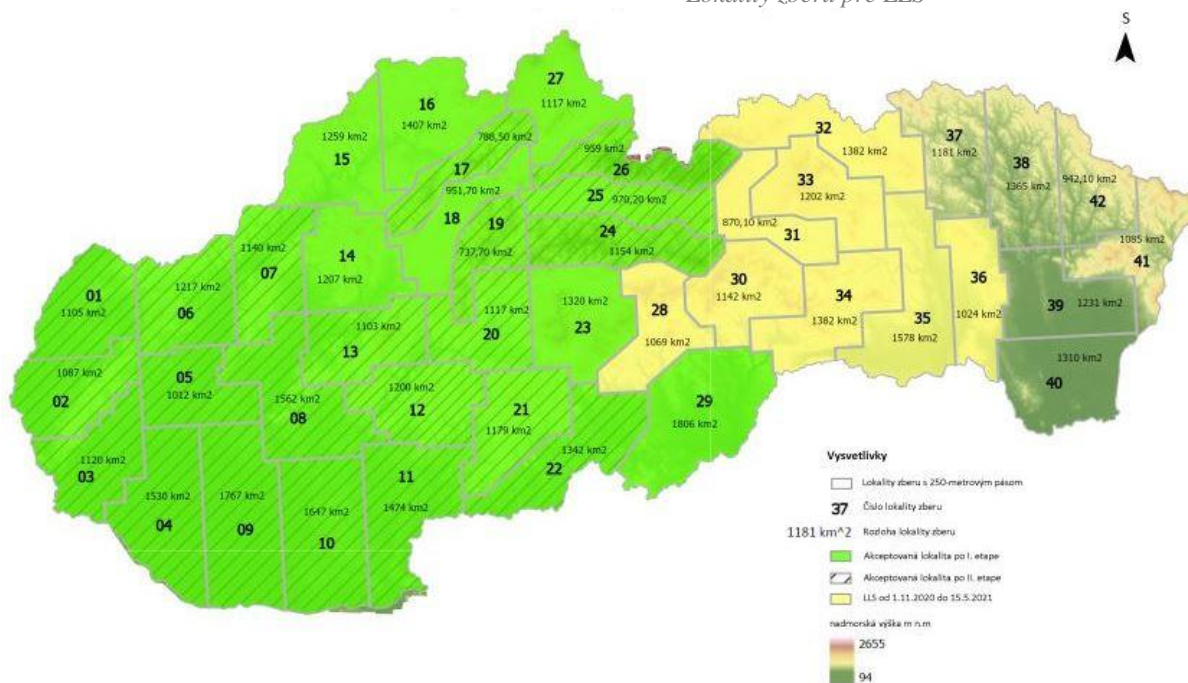 Lokality zberu pre LLS
S
27
1117 km2
16
1407 km2
1259 km2
15
788,50 km2
959 km2
26
17
951,70 km2
18
19
737,70 km2
25
970,20 km2
24
1154 km2
32
1382 km2
33
1202 km2
870,10 km2
31
37
1181 km2
38
1365 km2
942,10 km2
42
1085 km2
41
1140 km2
07
14
1207 km2
01
1105 km2
1217 km2
06
1103 km2
13
1117 km2
20
1320 km2
23
28
1069 km2
30
1142 km2
34
1382 km2
35
1578 km2
36
1024 km2
39
1231 km2
1310 km2
40
1087 km2
02
05
1012 km2
1562 km2
08
1200 km2
12
21
1179 km2
1342 km2
22
29
1806 km2
1120 km2
03
1530 km2
04
1767 km2
09
1647 km2
10
11
1474 km2
Vysvetlivky
Lokality zberu s 250-metrovým pásom
37 Číslo lokality zberu
1181 km^2 Rozloha lokality zberu
Akceptovaná lokalita po I. etape
Akceptovaná lokalita po II. etape
LLS od 1.11.2020 do 15.5.2021
nadmorská výška m n.m
2655
94